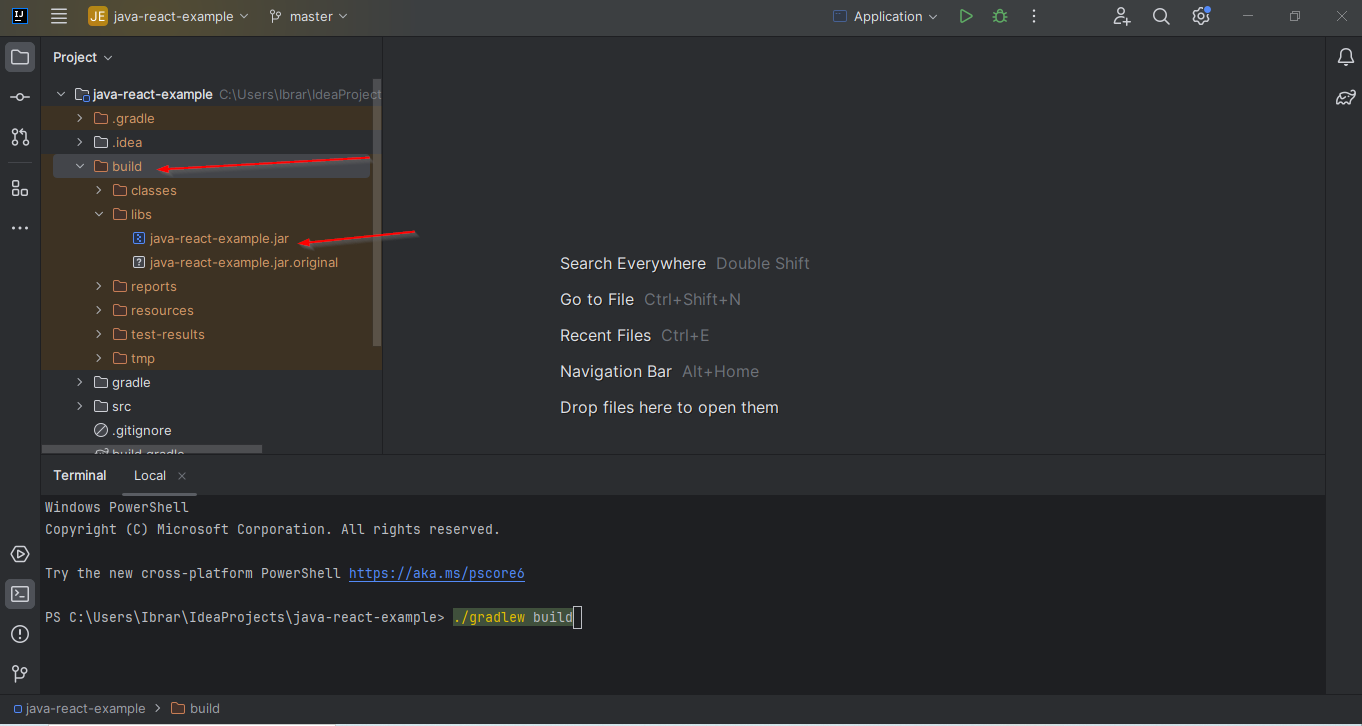 IJ
JE java-react-example master Application
Project
java-react-example C:\Users\Ibrar\IdeaProject
.gradle
.idea
build
classes
libs
java-react-example.jar
java-react-example.jar.original
reports
resources
test-results
tmp
gradle
src
.gitignore
build.gradle
Search Everywhere Double Shift
Go to File Ctrl+Shift+N
Recent Files Ctrl+E
Navigation Bar Alt+Home
Drop files here to open them
Terminal Local
Windows PowerShell
Copyright (C) Microsoft Corporation. All rights reserved.
Try the new cross-platform PowerShell https://aka.ms/pscore6
PS C:\Users\Ibrar\IdeaProjects\java-react-example> ./gradlew build
java-react-example > build